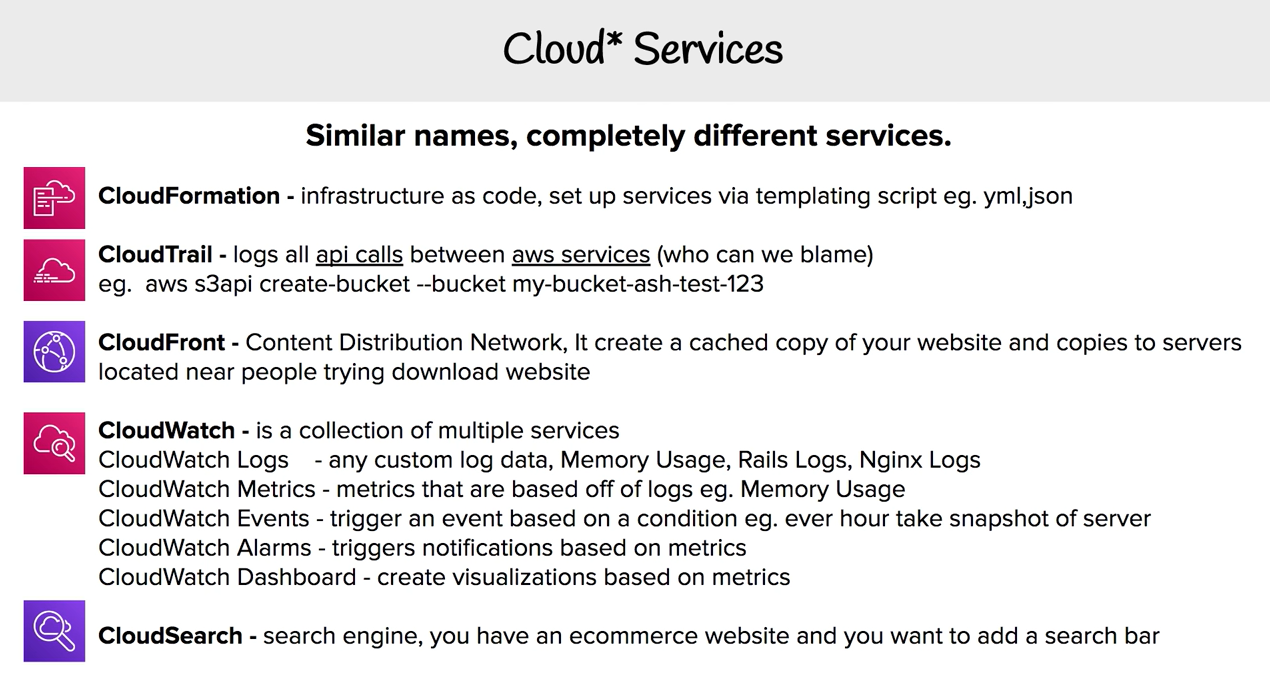 Cloud* Services
Similar names, completely different services.
CloudFormation - infrastructure as code, set up services via templating script eg. yml,json
CloudTrail - logs all api calls between aws services (who can we blame)
eg.  aws s3api create-bucket --bucket my-bucket-ash-test-123
CloudFront - Content Distribution Network, It create a cached copy of your website and copies to servers
located near people trying download website
CloudWatch - is a collection of multiple services
CloudWatch Logs    - any custom log data, Memory Usage, Rails Logs, Nginx Logs
CloudWatch Metrics - metrics that are based off of logs eg. Memory Usage
CloudWatch Events - trigger an event based on a condition eg. ever hour take snapshot of server
CloudWatch Alarms - triggers notifications based on metrics
CloudWatch Dashboard - create visualizations based on metrics
CloudSearch - search engine, you have an ecommerce website and you want to add a search bar